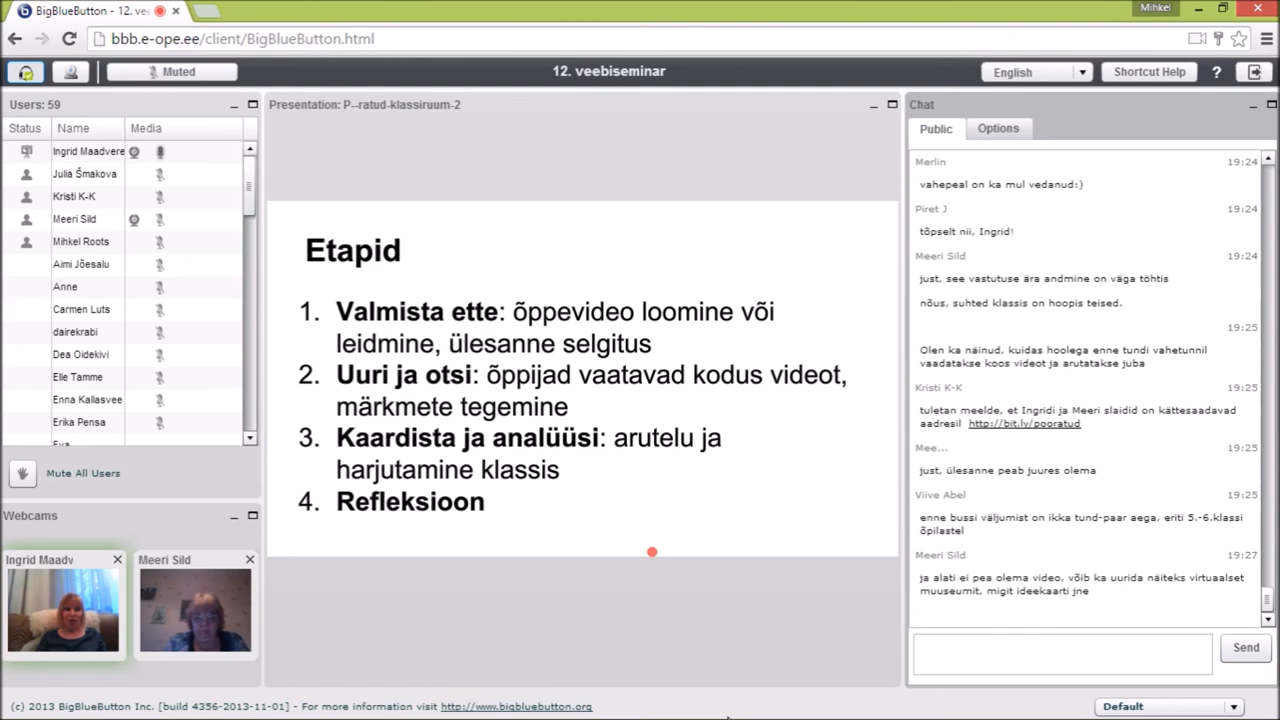 BigBlueButton - 12. vee
Mihkel
bbb.e-ope.ee/client/BigBlueButton.html
Muted
12. veebiseminar
English
Shortcut Help
?
Users: 59
Status Name Media
Ingrid Maadvere
Julia Šmakova
Kristi K-K
Meeri Sild
Mihkel Roots
Aimi Jõesalu
Anne
Carmen Luts
dairekrabi
Dea Oidekivi
Elle Tamme
Enna Kallasvee
Erika Pensa
Eva
Mute All Users
Webcams
Ingrid Maadv
Meeri Sild
Presentation: P--ratud-klassiruum-2
Etapid
1. Valmista ette: õppevideo loomine või
leidmine, ülesanne selgitus
2. Uuri ja otsi: õppijad vaatavad kodus videot,
märkmete tegemine
3. Kaardista ja analüüsi: arutelu ja
harjutamine klassis
4. Refleksioon
Chat
Public Options
Merlin 19:24
vahepeal on ka mul vedanud:)
Piret J 19:24
tõpselt nii, Ingrid!
Meeri Sild 19:24
just, see vastutuse ära andmine on väga töhtis
nõus, suhted klassis on hoopis teised.
19:25
Olen ka näinud, kuidas hoolega enne tundi vahetunnil
vaadatakse koos videot ja arutatakse juba
Kristi K-K 19:25
tuletan meelde, et Ingridi ja Meeri slaidid on kättesaadavad
aadresil http://bit.ly/pooratud
Mee... 19:25
just, ülesanne peab juures olema
Viive Abel 19:25
enne bussi väljumist on ikka tund-paar aega, eriti 5.-6.klassi
õpilastel
Meeri Sild 19:27
ja alati ei pea olema video, võib ka uurida näiteks virtuaalset
muuseumit, migit ideekaarti jne
Send
(c) 2013 BigBlueButton Inc. [build 4356-2013-11-01] - For more information visit http://www.bigbluebutton.org
Default